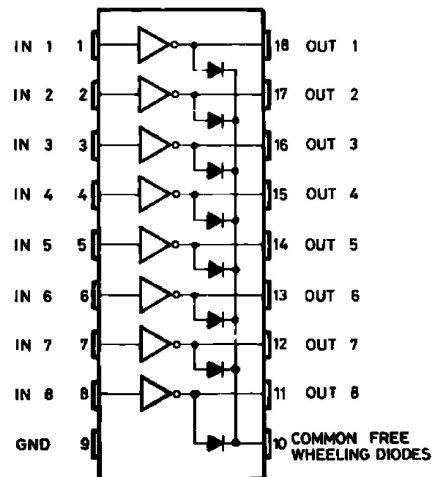 IN 1 1 18 OUT 1
IN 2 2 17 OUT 2
IN 3 3 16 OUT 3
IN 4 4 15 OUT 4
IN 5 5 14 OUT 5
IN 6 6 13 OUT 6
IN 7 7 12 OUT 7
IN 8 8 11 OUT 8
GND 9 10 COMMON FREE
WHEELING DIODES